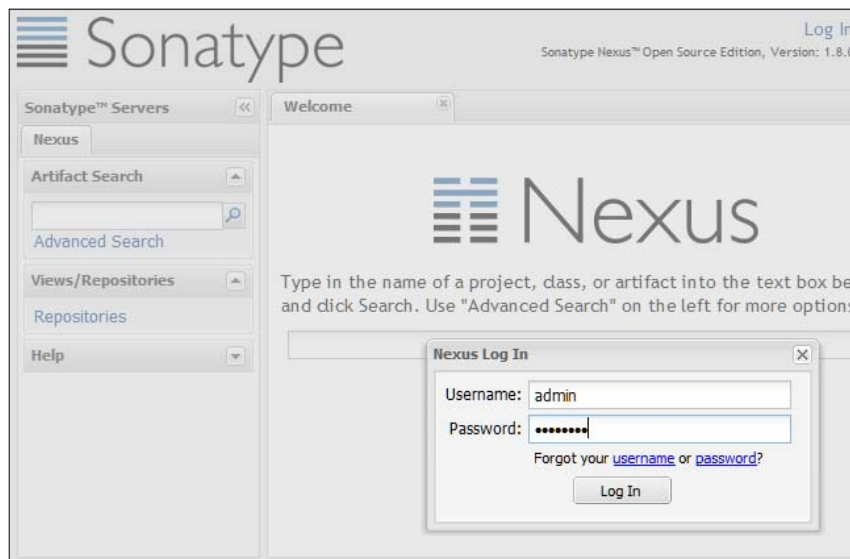 Sonatype
Log In
Sonatype Nexus™ Open Source Edition, Version: 1.8.0
Sonatype™ Servers
Welcome
Nexus
Artifact Search
Advanced Search
Views/Repositories
Repositories
Help
Nexus
Type in the name of a project, class, or artifact into the text box be
and click Search. Use "Advanced Search" on the left for more options
Nexus Log In
Username: admin
Password: ••••••••
Forgot your username or password?
Log In